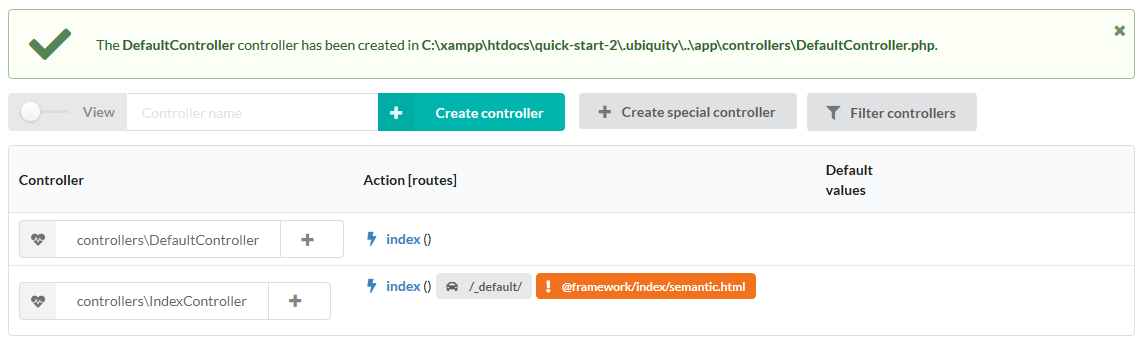 The DefaultController controller has been created in C:\xampp\htdocs\quick-start-2\.ubiquity\..\app\controllers\DefaultController.php.
View Controller name Create controller Create special controller Filter controllers
Controller Action [routes] Default
values
controllers\DefaultController index ()
controllers\IndexController index () /_default/ @framework/index/semantic.html